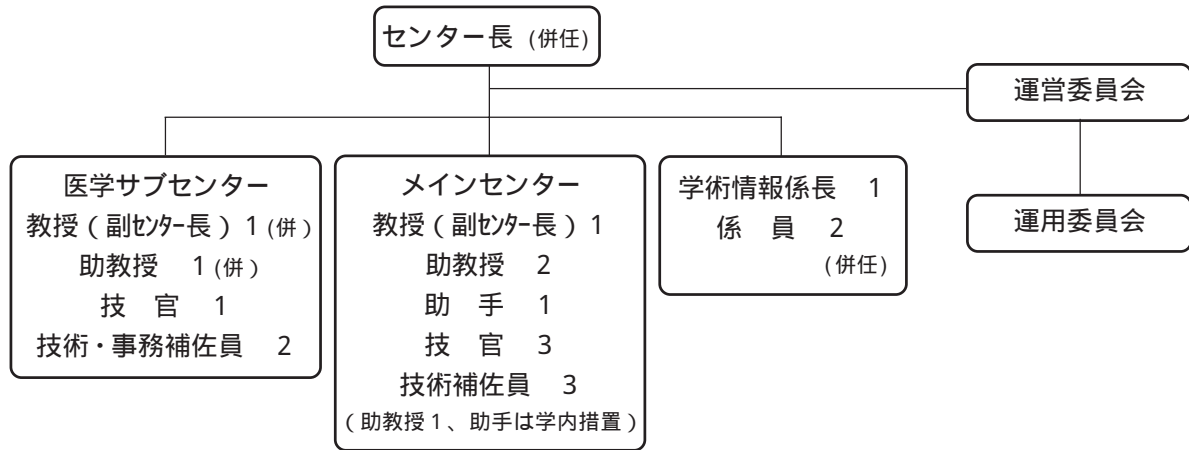 センター長 (併任)
運営委員会
医学サブセンター
教授（副センター長）1 (併)
助教授　1 (併)
技　官　1
技術・事務補佐員　2
メインセンター
教授（副センター長）1
助教授　2
助　手　1
技　官　3
技術補佐員　3
（助教授１、助手は学内措置）
学術情報係長　1
係　員　2
(併任)
運用委員会